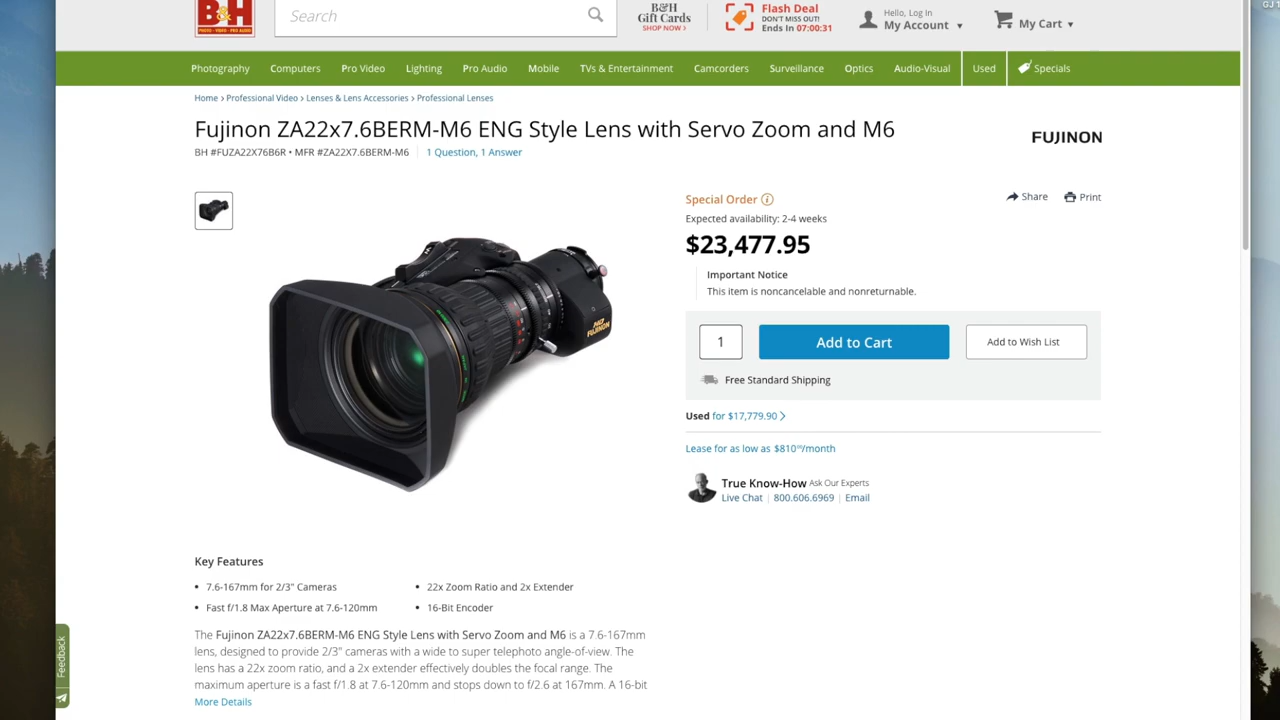 GJ 1
B&H
PHOTO · VIDEO · PRO AUDIO
Search
B&H
Gift Cards
SHOP NOW >
Flash Deal
DON'T MISS OUT!
Ends In 07:00:31
Hello, Log In
My Account
My Cart
Photography Computers Pro Video Lighting Pro Audio Mobile TVs & Entertainment Camcorders Surveillance Optics Audio-Visual Used Specials
Home › Professional Video › Lenses & Lens Accessories › Professional Lenses
Fujinon ZA22x7.6BERM-M6 ENG Style Lens with Servo Zoom and M6
BH #FUZA22X76B6R • MFR #ZA22X7.6BERM-M6 1 Question, 1 Answer
FUJINON
Special Order i
Share Print
Expected availability: 2-4 weeks
$23,477.95
Important Notice
This item is noncancelable and nonreturnable.
1 Add to Cart Add to Wish List
Free Standard Shipping
Used for $17,779.90 >
Lease for as low as $810⁰⁰/month
True Know-How Ask Our Experts
Live Chat | 800.606.6969 | Email
HD
FUJINON
Key Features
• 7.6-167mm for 2/3" Cameras
• 22x Zoom Ratio and 2x Extender
• Fast f/1.8 Max Aperture at 7.6-120mm
• 16-Bit Encoder
The Fujinon ZA22x7.6BERM-M6 ENG Style Lens with Servo Zoom and M6 is a 7.6-167mm
lens, designed to provide 2/3" cameras with a wide to super telephoto angle-of-view. The
lens has a 22x zoom ratio, and a 2x extender effectively doubles the focal range. The
maximum aperture is a fast f/1.8 at 7.6-120mm and stops down to f/2.6 at 167mm. A 16-bit
More Details
Feedback